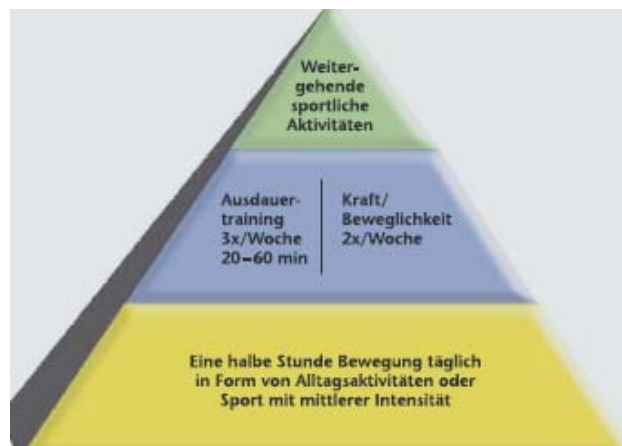 Weiter-
gehende
sportliche
Aktivitäten
Ausdauer-
training
3x/Woche
20–60 min
Kraft/
Beweglichkeit
2x/Woche
Eine halbe Stunde Bewegung täglich
in Form von Alltagsaktivitäten oder
Sport mit mittlerer Intensität